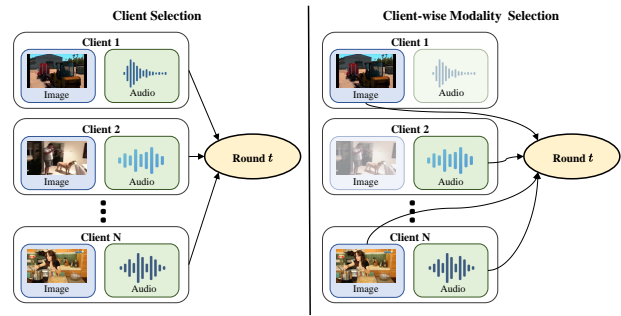 Client Selection
Client 1
Image
Audio
Client 2
Image
Audio
Client N
Image
Audio
Round t
Client-wise Modality Selection
Client 1
Image
Audio
Client 2
Image
Audio
Client N
Image
Audio
Round t